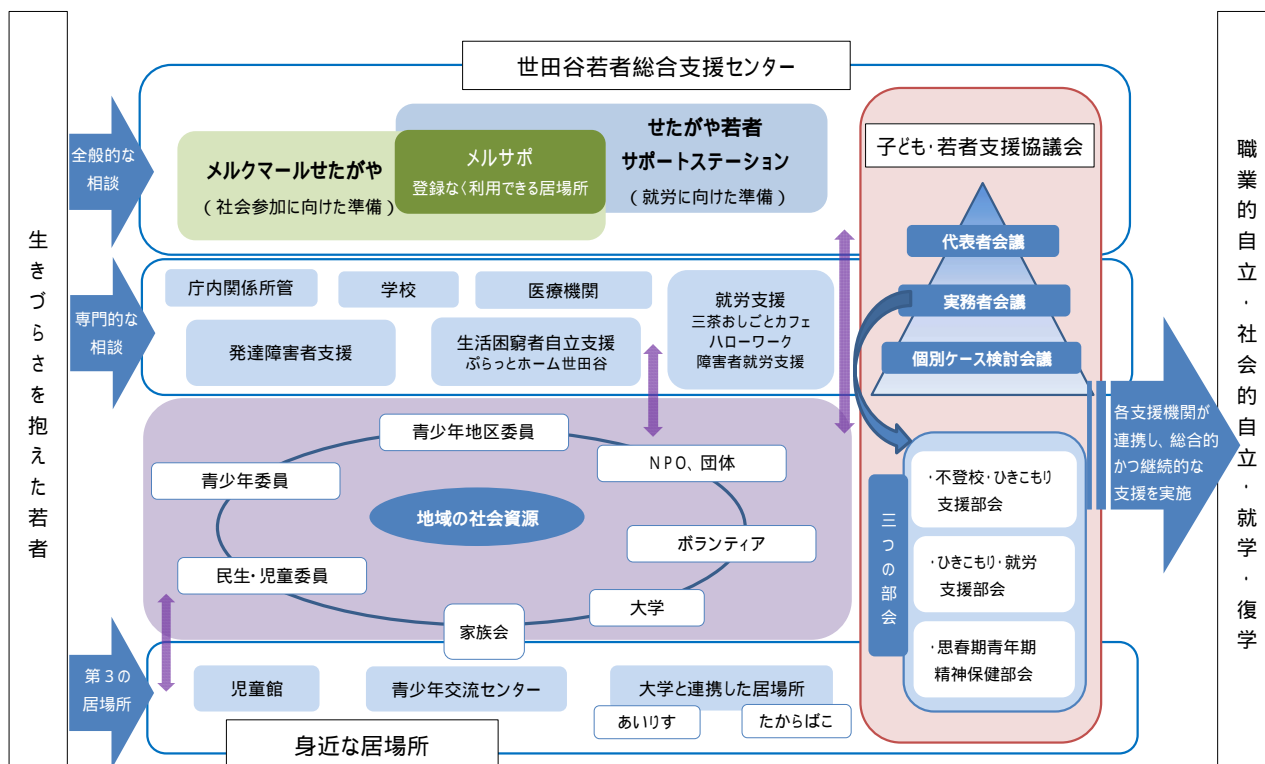 世田谷若者総合支援センター
生きづらさを抱えた若者
全般的な
相談
メルクマールせたがや
(社会参加に向けた準備)
メルサポ
登録なく利用できる居場所
せたがや若者
サポートステーション
(就労に向けた準備)
子ども・若者支援協議会
代表者会議
実務者会議
個別ケース検討会議
専門的な
相談
庁内関係所管
学校
医療機関
発達障害者支援
生活困窮者自立支援
ぷらっとホーム世田谷
就労支援
三茶おしごとカフェ
ハローワーク
障害者就労支援
青少年地区委員
青少年委員
NPO、団体
地域の社会資源
ボランティア
民生・児童委員
大学
家族会
三つの部会
・不登校・ひきこもり
支援部会
・ひきこもり・就労
支援部会
・思春期青年期
精神保健部会
各支援機関が
連携し、総合的
かつ継続的な
支援を実施
職業的自立・社会的自立・就学・復学
第3の
居場所
児童館
青少年交流センター
大学と連携した居場所
あいりす
たからばこ
身近な居場所